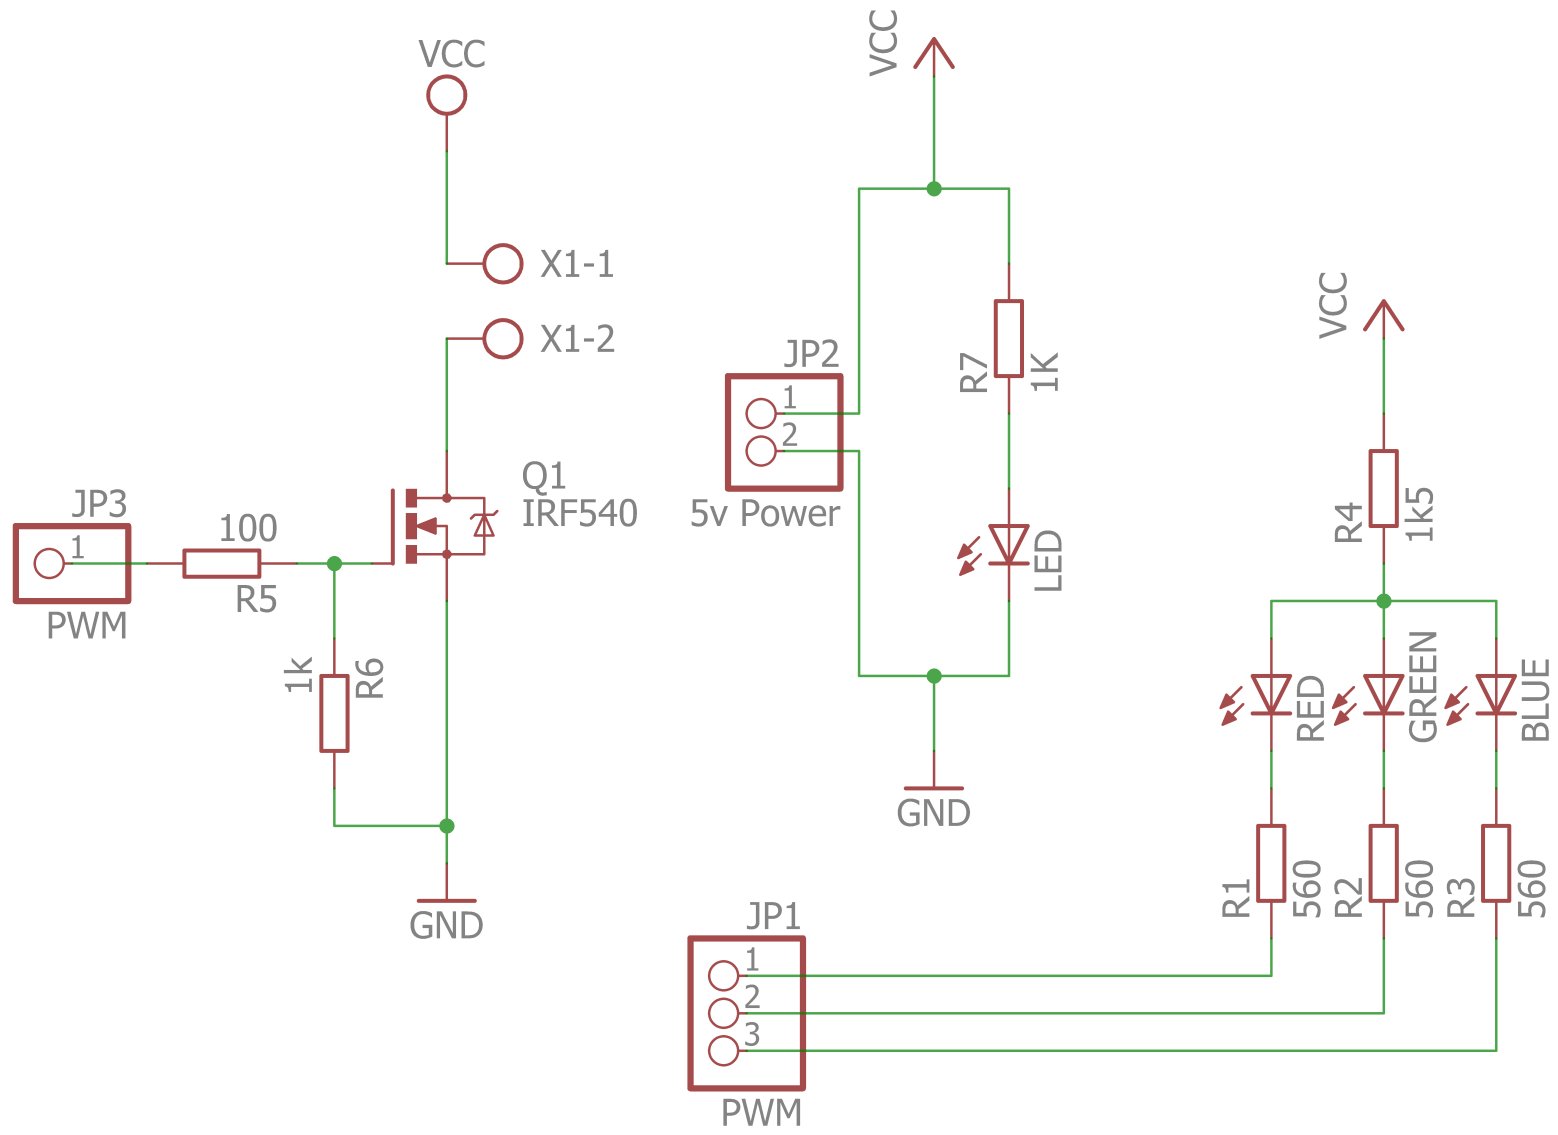 VCC
X1-1
X1-2
Q1
IRF540
JP3
1
PWM
100
R5
1k
R6
GND
VCC
JP2
1
2
5v Power
R7
1K
LED
GND
VCC
R4
1k5
RED
GREEN
BLUE
R1
560
R2
560
R3
560
JP1
1
2
3
PWM